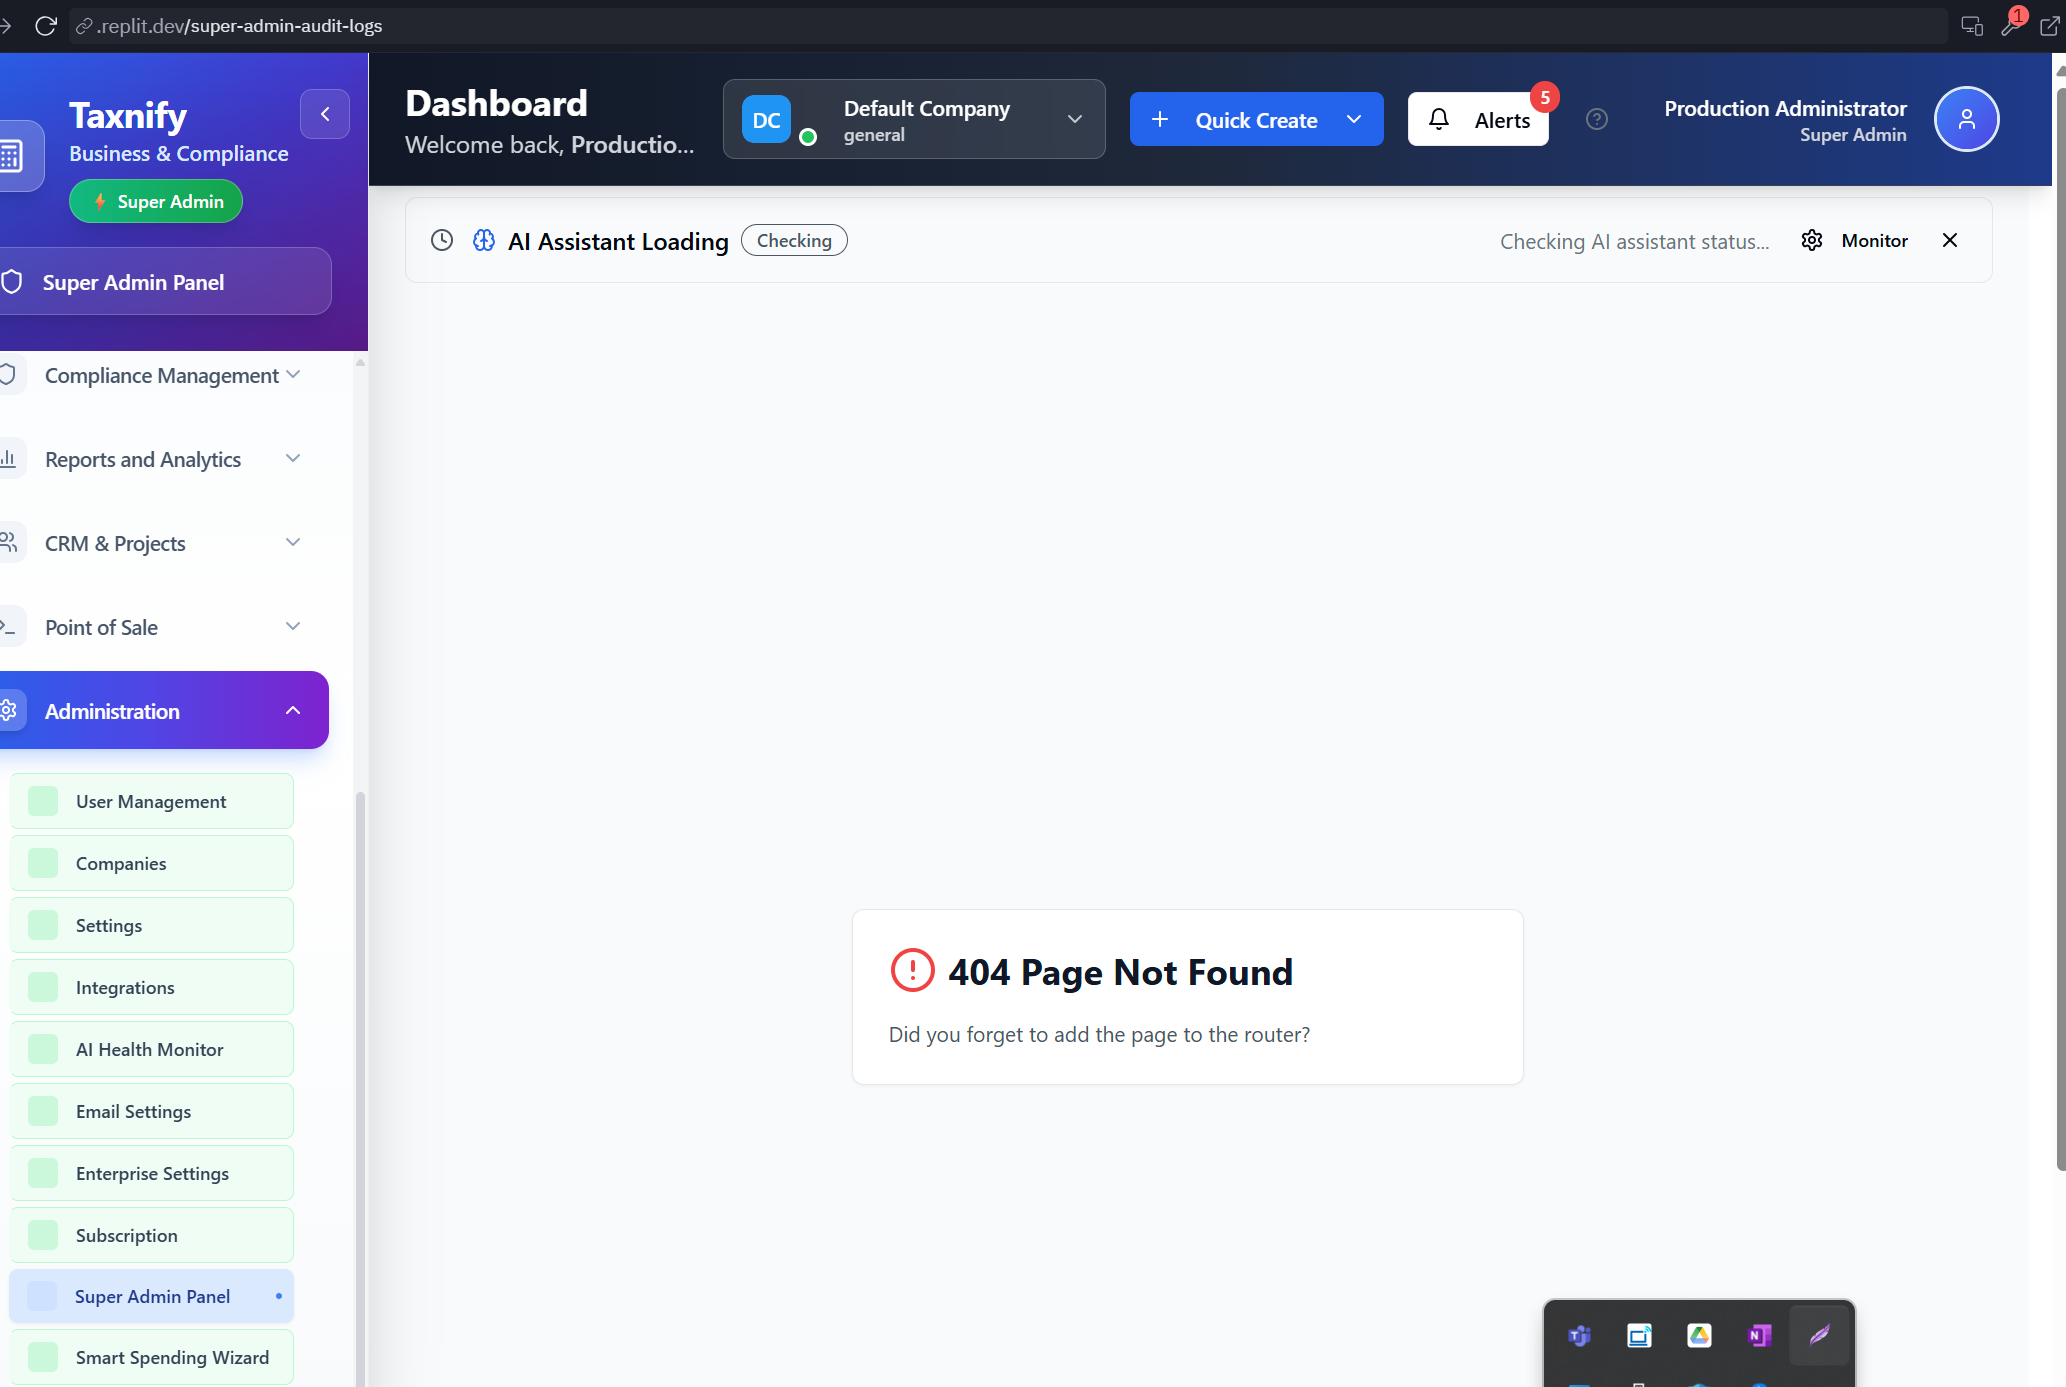 .replit.dev/super-admin-audit-logs
1
Taxnify
Business & Compliance
Super Admin
Super Admin Panel
Compliance Management
Reports and Analytics
CRM & Projects
Point of Sale
Administration
User Management
Companies
Settings
Integrations
AI Health Monitor
Email Settings
Enterprise Settings
Subscription
Super Admin Panel
Smart Spending Wizard
Dashboard
Welcome back, Productio...
DC
Default Company
general
Quick Create
Alerts
5
Production Administrator
Super Admin
AI Assistant Loading
Checking
Checking AI assistant status...
Monitor
404 Page Not Found
Did you forget to add the page to the router?